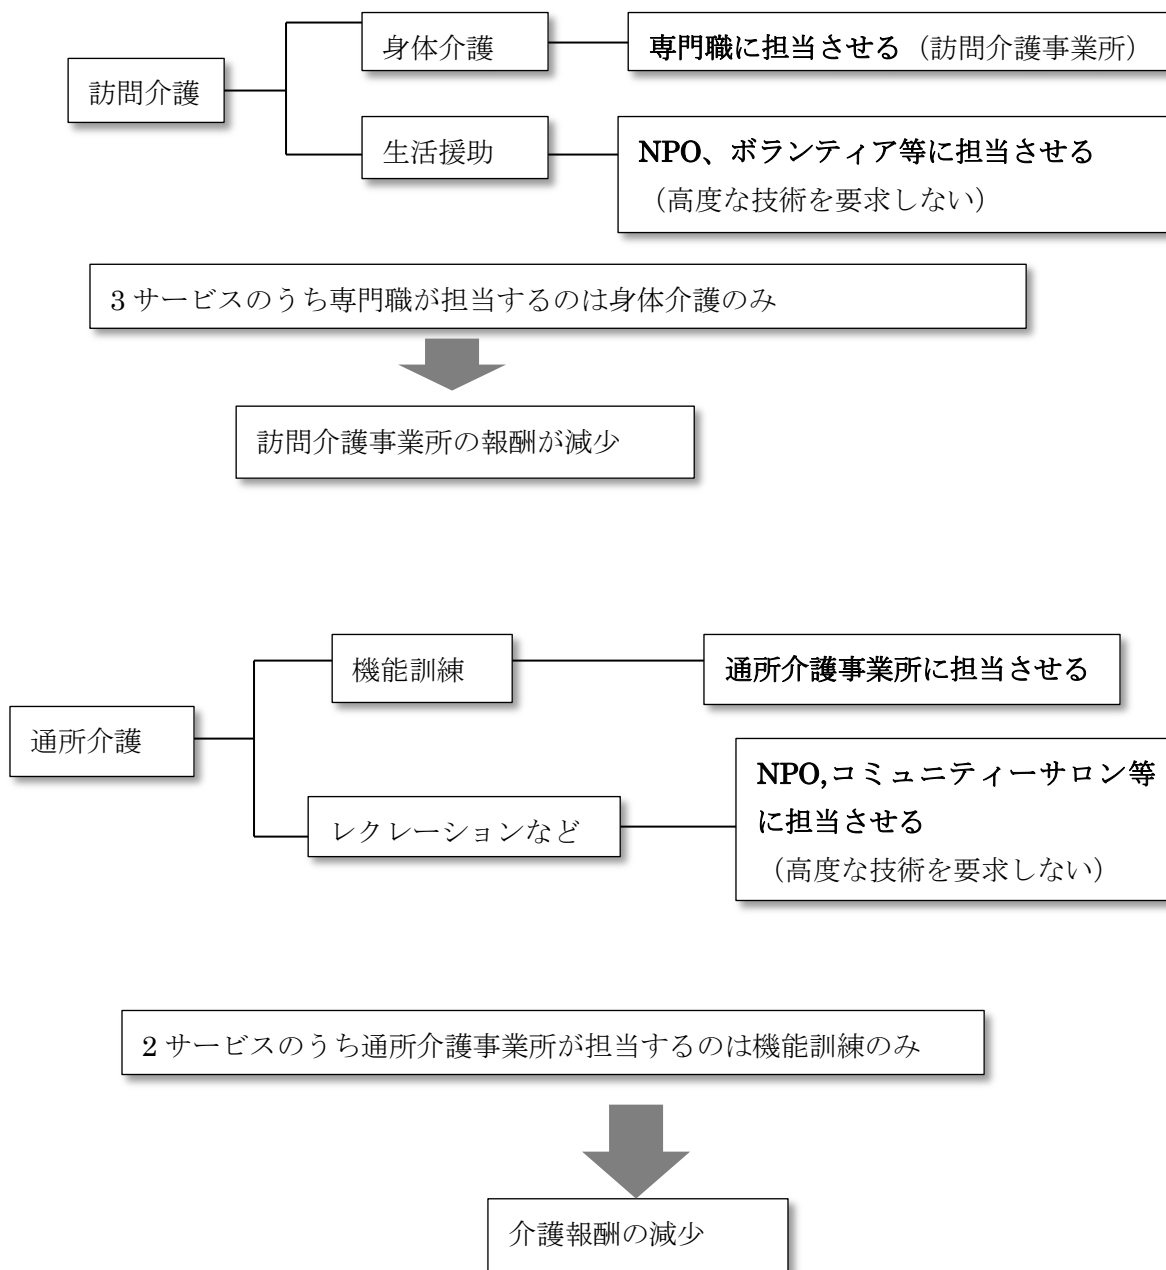 身体介護
専門職に担当させる（訪問介護事業所）
訪問介護
生活援助
NPO、ボランティア等に担当させる
（高度な技術を要求しない）
3サービスのうち専門職が担当するのは身体介護のみ
訪問介護事業所の報酬が減少
機能訓練
通所介護事業所に担当させる
通所介護
レクレーションなど
NPO,コミュニティーサロン等
に担当させる
（高度な技術を要求しない）
2サービスのうち通所介護事業所が担当するのは機能訓練のみ
介護報酬の減少